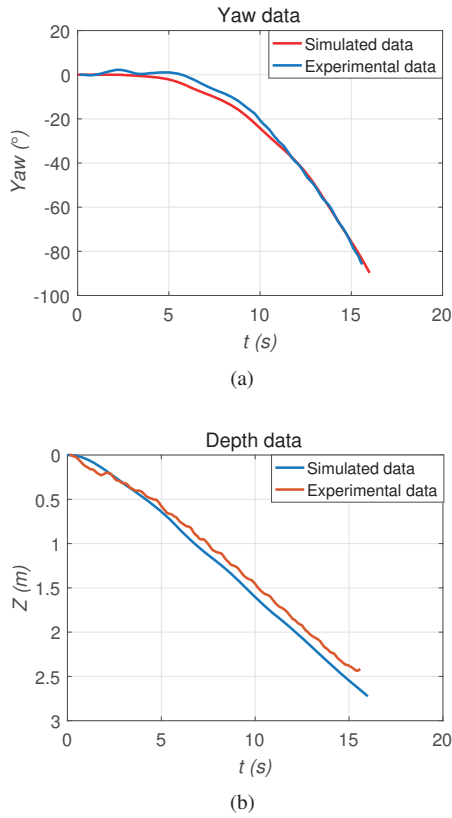 Yaw data
20
0
-20
-40
-60
-80
-100
Yaw (°)
Simulated data
Experimental data
0 5 10 15 20
t (s)
(a)
Depth data
0
0.5
1
1.5
2
2.5
3
Z (m)
Simulated data
Experimental data
0 5 10 15 20
t (s)
(b)